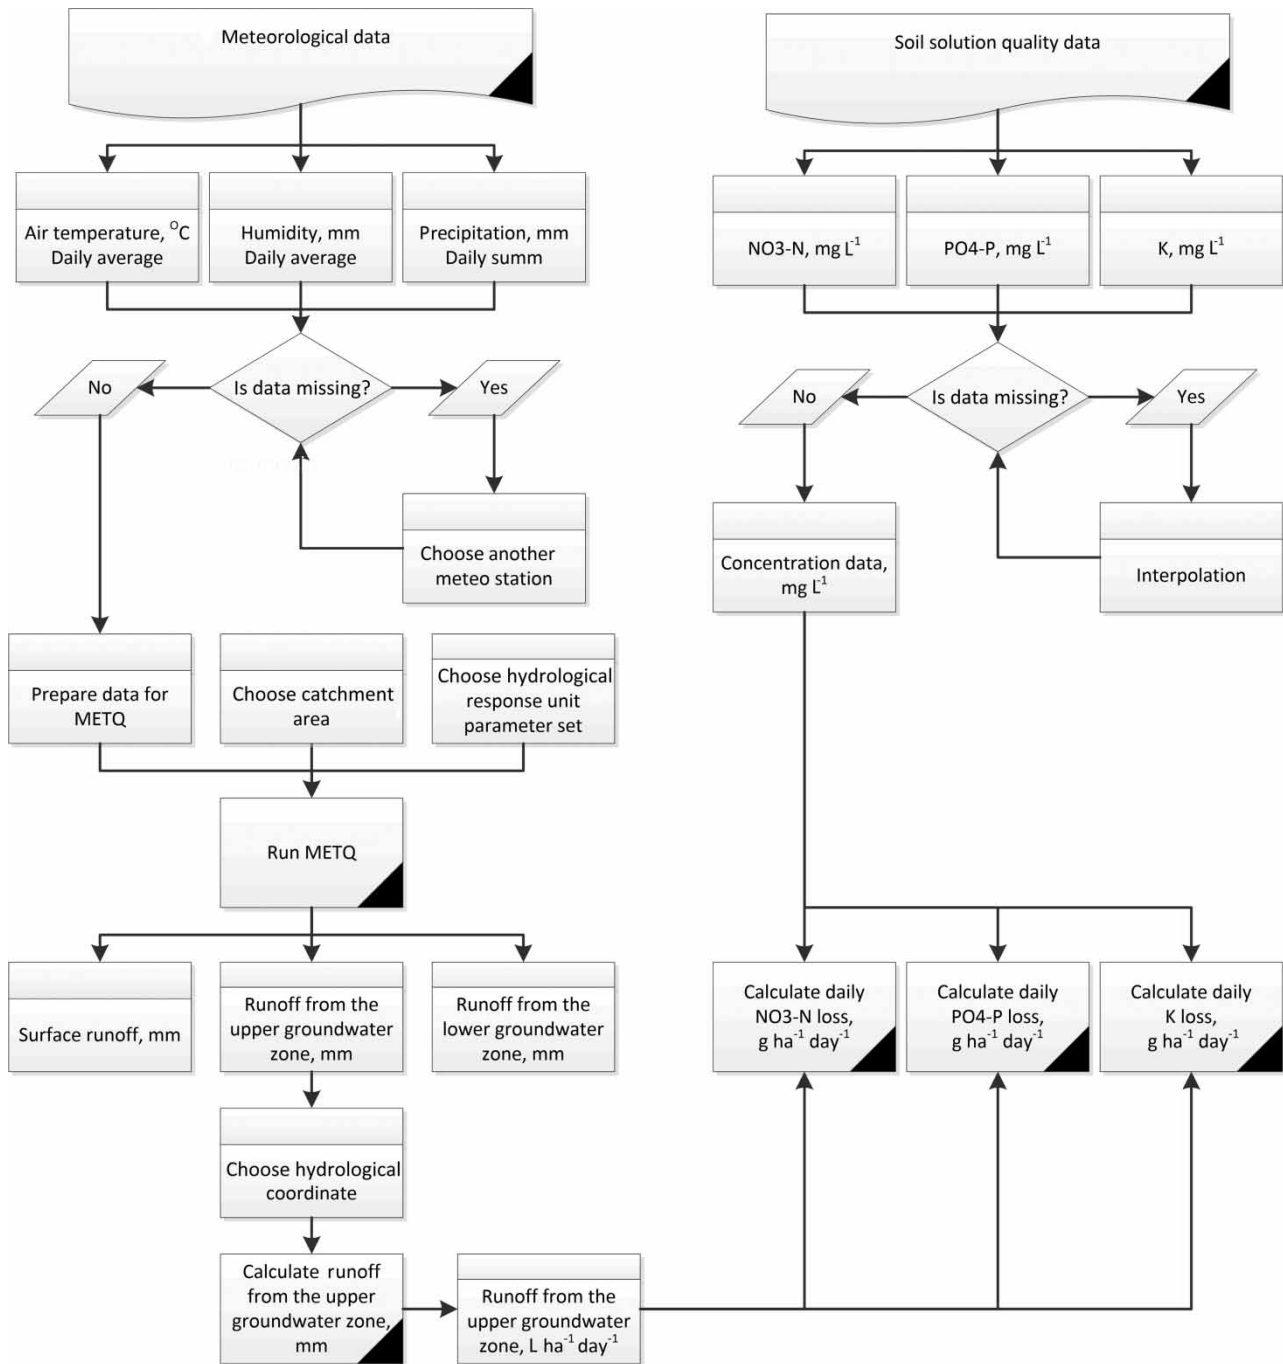 Meteorological data
Soil solution quality data
Air temperature, ᴼC
Daily average
Humidity, mm
Daily average
Precipitation, mm
Daily summ
NO3-N, mg L⁻¹
PO4-P, mg L⁻¹
K, mg L⁻¹
No
Is data missing?
Yes
No
Is data missing?
Yes
Choose another
meteo station
Concentration data,
mg L⁻¹
Interpolation
Prepare data for
METQ
Choose catchment
area
Choose hydrological
response unit
parameter set
Run METQ
Surface runoff, mm
Runoff from the
upper groundwater
zone, mm
Runoff from the
lower groundwater
zone, mm
Calculate daily
NO3-N loss,
g ha⁻¹ day⁻¹
Calculate daily
PO4-P loss,
g ha⁻¹ day⁻¹
Calculate daily
K loss,
g ha⁻¹ day⁻¹
Choose hydrological
coordinate
Calculate runoff
from the upper
groundwater zone,
mm
Runoff from the
upper groundwater
zone, L ha⁻¹ day⁻¹